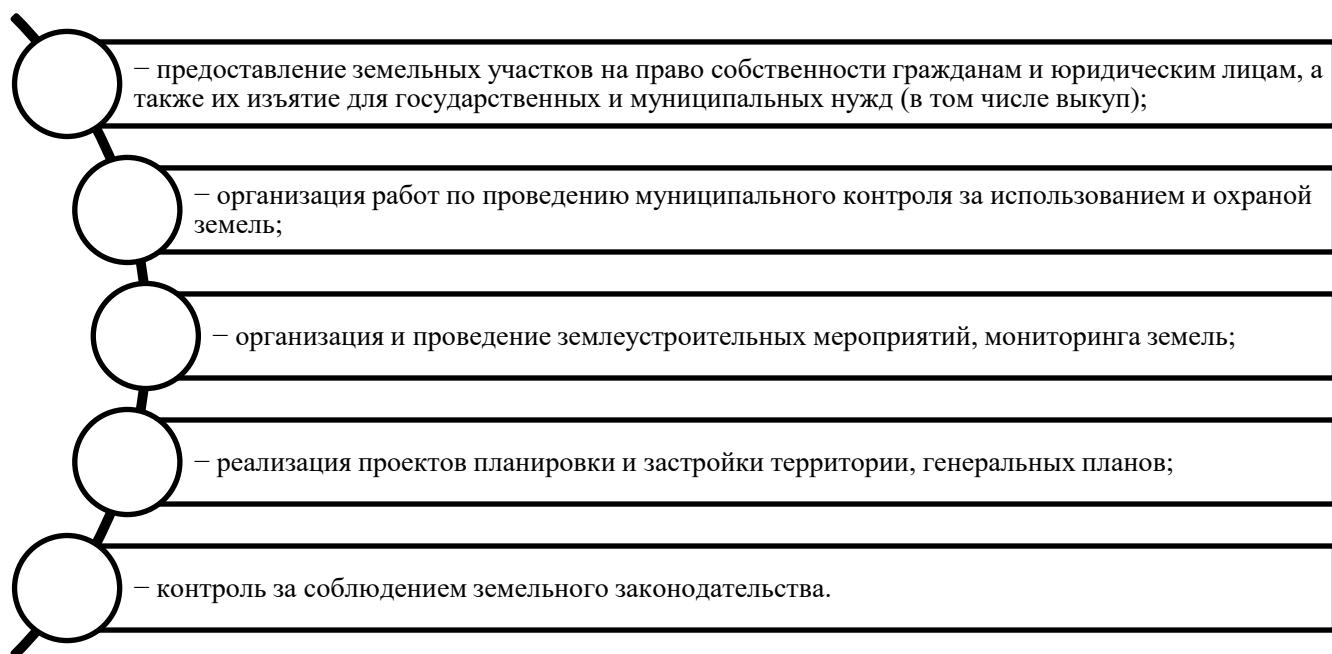 − предоставление земельных участков на право собственности гражданам и юридическим лицам, а
также их изъятие для государственных и муниципальных нужд (в том числе выкуп);
− организация работ по проведению муниципального контроля за использованием и охраной
земель;
− организация и проведение землеустроительных мероприятий, мониторинга земель;
− реализация проектов планировки и застройки территории, генеральных планов;
− контроль за соблюдением земельного законодательства.